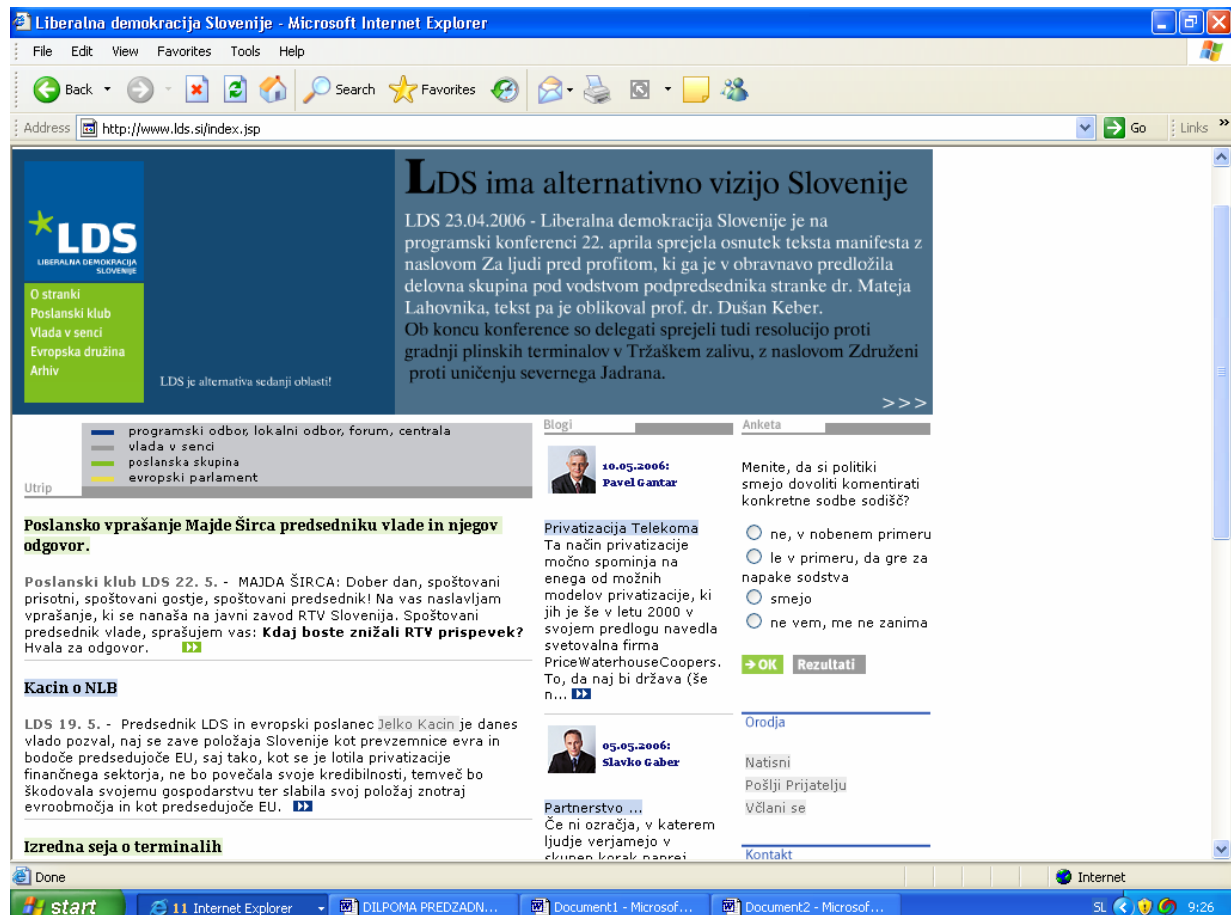 Liberalna demokracija Slovenije - Microsoft Internet Explorer
File Edit View Favorites Tools Help
Back Search Favorites
Address http://www.lds.si/index.jsp Go Links »
LDS
LIBERALNA DEMOKRACIJA
SLOVENIJE
O stranki
Poslanski klub
Vlada v senci
Evropska družina
Arhiv
LDS je alternativa sedanji oblasti!
LDS ima alternativno vizijo Slovenije
LDS 23.04.2006 - Liberalna demokracija Slovenije je na
programski konferenci 22. aprila sprejela osnutek teksta manifesta z
naslovom Za ljudi pred profitom, ki ga je v obravnavo predložila
delovna skupina pod vodstvom podpredsednika stranke dr. Mateja
Lahovnika, tekst pa je oblikoval prof. dr. Dušan Keber.
Ob koncu konference so delegati sprejeli tudi resolucijo proti
gradnji plinskih terminalov v Tržaškem zalivu, z naslovom Združeni
proti uničenju severnega Jadrana.
>>>
Utrip
programski odbor, lokalni odbor, forum, centrala
vlada v senci
poslanska skupina
evropski parlament
Poslansko vprašanje Majde Širca predsedniku vlade in njegov
odgovor.
Poslanski klub LDS 22. 5. - MAJDA ŠIRCA: Dober dan, spoštovani
prisotni, spoštovani gostje, spoštovani predsednik! Na vas naslavljam
vprašanje, ki se nanaša na javni zavod RTV Slovenija. Spoštovani
predsednik vlade, sprašujem vas: Kdaj boste znižali RTV prispevek?
Hvala za odgovor.
Kacin o NLB
LDS 19. 5. - Predsednik LDS in evropski poslanec Jelko Kacin je danes
vlado pozval, naj se zave položaja Slovenije kot prevzemnice evra in
bodoče predsedujoče EU, saj tako, kot se je lotila privatizacije
finančnega sektorja, ne bo povečala svoje kredibilnosti, temveč bo
škodovala svojemu gospodarstvu ter slabila svoj položaj znotraj
evroobmočja in kot predsedujoče EU.
Izredna seja o terminalih
Blogi
10.05.2006:
Pavel Gantar
Privatizacija Telekoma
Ta način privatizacije
močno spominja na
enega od možnih
modelov privatizacije, ki
jih je še v letu 2000 v
svojem predlogu navedla
svetovalna firma
PriceWaterhouseCoopers.
To, da naj bi država (še
n...
05.05.2006:
Slavko Gaber
Partnerstvo ...
Če ni ozračja, v katerem
ljudje verjamejo v
skupen korak naprej
Anketa
Menite, da si politiki
smejo dovoliti komentirati
konkretne sodbe sodišč?
ne, v nobenem primeru
le v primeru, da gre za
napake sodstva
smejo
ne vem, me ne zanima
OK Rezultati
Orodja
Natisni
Pošlji Prijatelju
Včlani se
Kontakt
Done Internet
start 11 Internet Explorer DILPOMA PREDZADN... Document1 - Microsof... Document2 - Microsof... SL 9:26